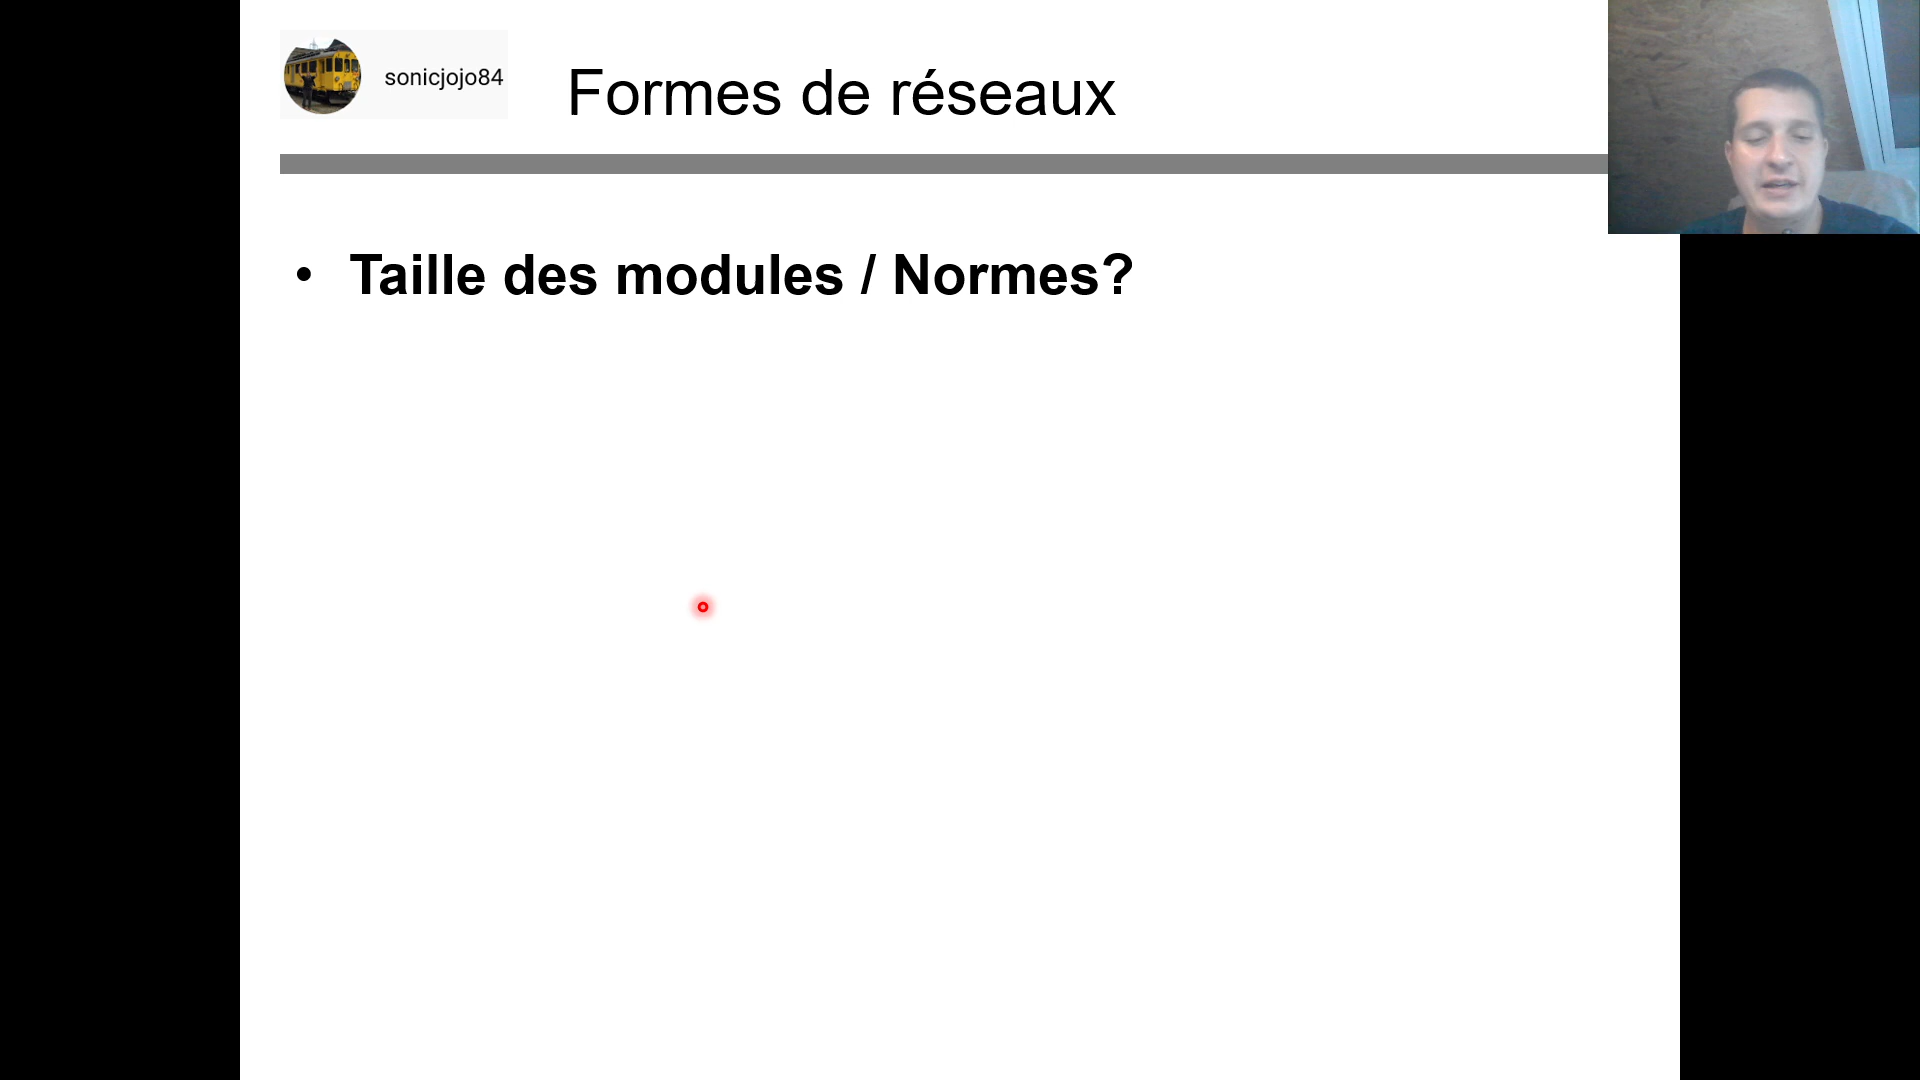 sonicjojo84
Formes de réseaux
• Taille des modules / Normes?